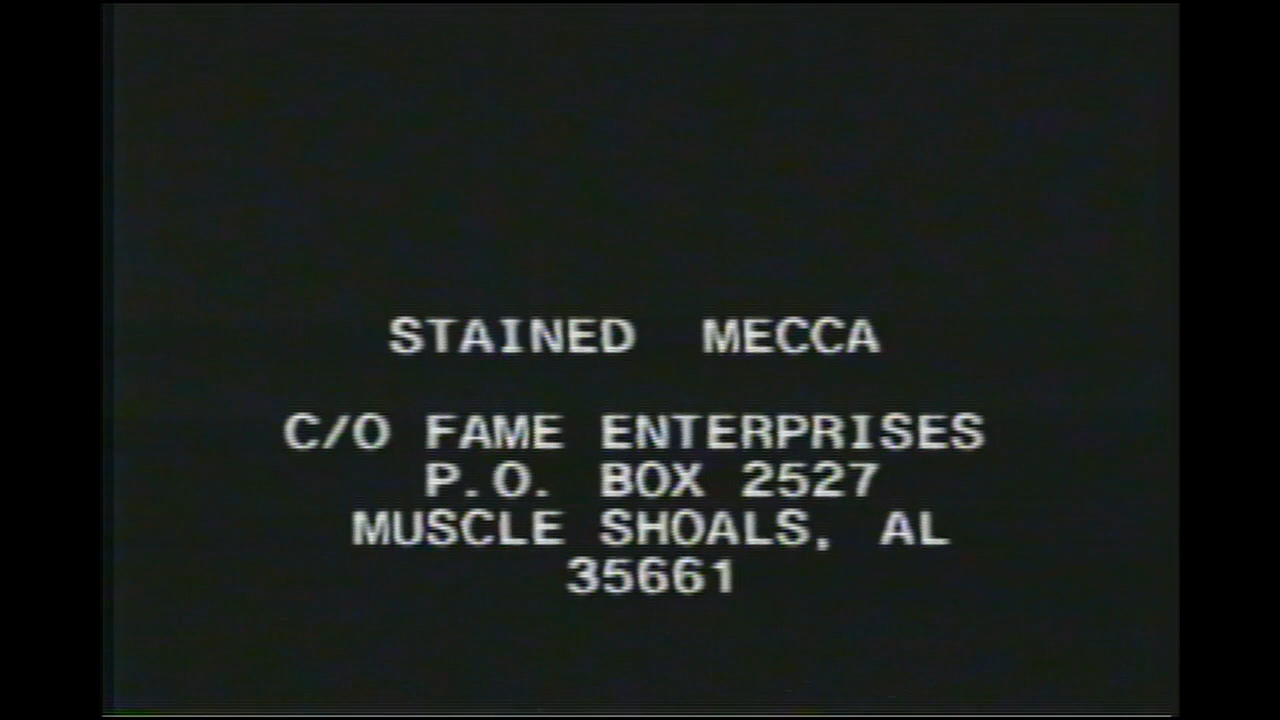 STAINED MECCA
C/O FAME ENTERPRISES
P.O. BOX 2527
MUSCLE SHOALS, AL
35661